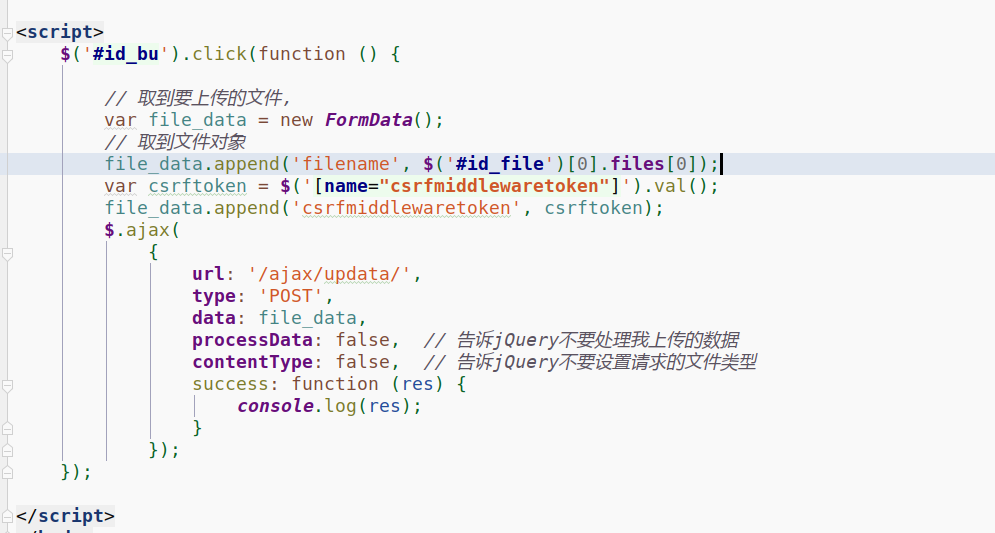 <script>
$('#id_bu').click(function () {
// 取到要上传的文件,
var file_data = new FormData();
// 取到文件对象
file_data.append('filename', $('#id_file')[0].files[0]);
var csrftoken = $('[name="csrfmiddlewaretoken"]').val();
file_data.append('csrfmiddlewaretoken', csrftoken);
$.ajax(
{
url: '/ajax/updata/',
type: 'POST',
data: file_data,
processData: false,  // 告诉jQuery不要处理我上传的数据
contentType: false,  // 告诉jQuery不要设置请求的文件类型
success: function (res) {
console.log(res);
}
});
});
</script>